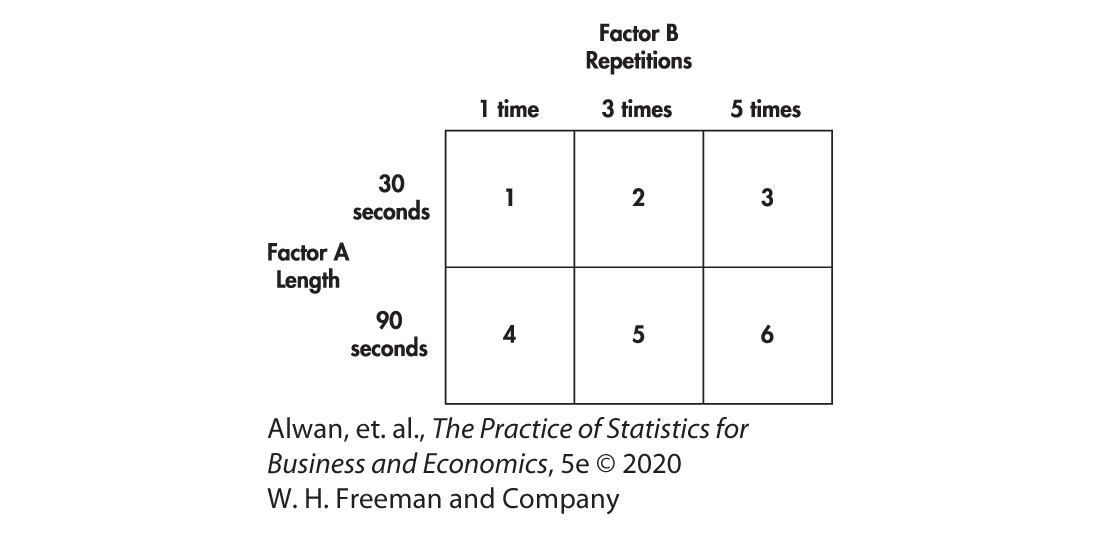 Factor B
Repetitions
1 time 3 times 5 times
30
seconds
1 2 3
Factor A
Length
90
seconds
4 5 6
Alwan, et. al., The Practice of Statistics for
Business and Economics, 5e © 2020
W. H. Freeman and Company